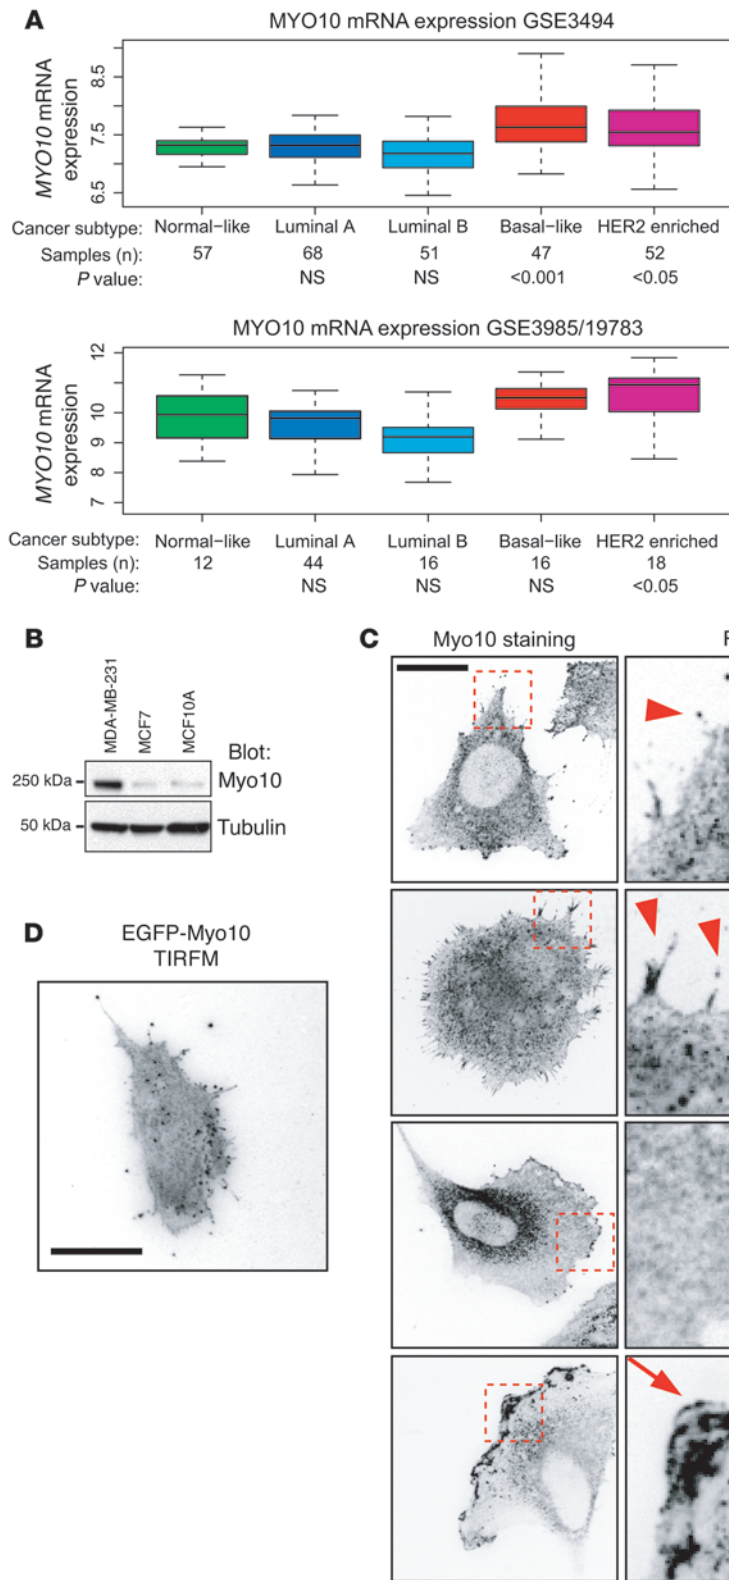 A
MYO10 mRNA expression GSE3494
MYO10 mRNA
expression
8.5
7.5
6.5
Cancer subtype: Normal-like Luminal A Luminal B Basal-like HER2 enriched
Samples (n): 57 68 51 47 52
P value: NS NS <0.001 <0.05
MYO10 mRNA expression GSE3985/19783
MYO10 mRNA
expression
12
10
9
8
7
Cancer subtype: Normal-like Luminal A Luminal B Basal-like HER2 enriched
Samples (n): 12 44 16 16 18
P value: NS NS NS <0.05
B
MDA-MB-231
MCF7
MCF10A
Blot:
250 kDa Myo10
50 kDa Tubulin
C
Myo10 staining
D
EGFP-Myo10
TIRFM